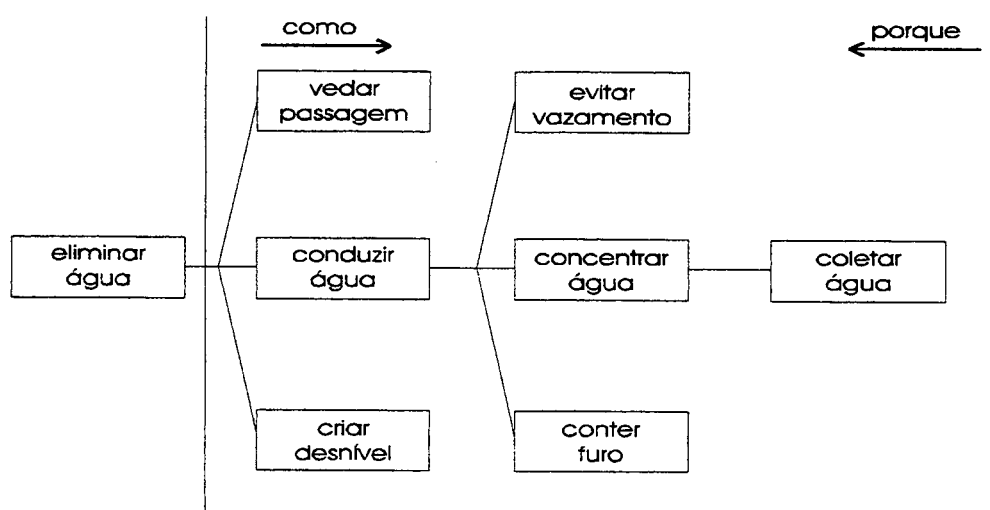 como
porque
vedar
passagem
evitar
vazamento
eliminar
água
conduzir
água
concentrar
água
coletar
água
criar
desnível
conter
furo